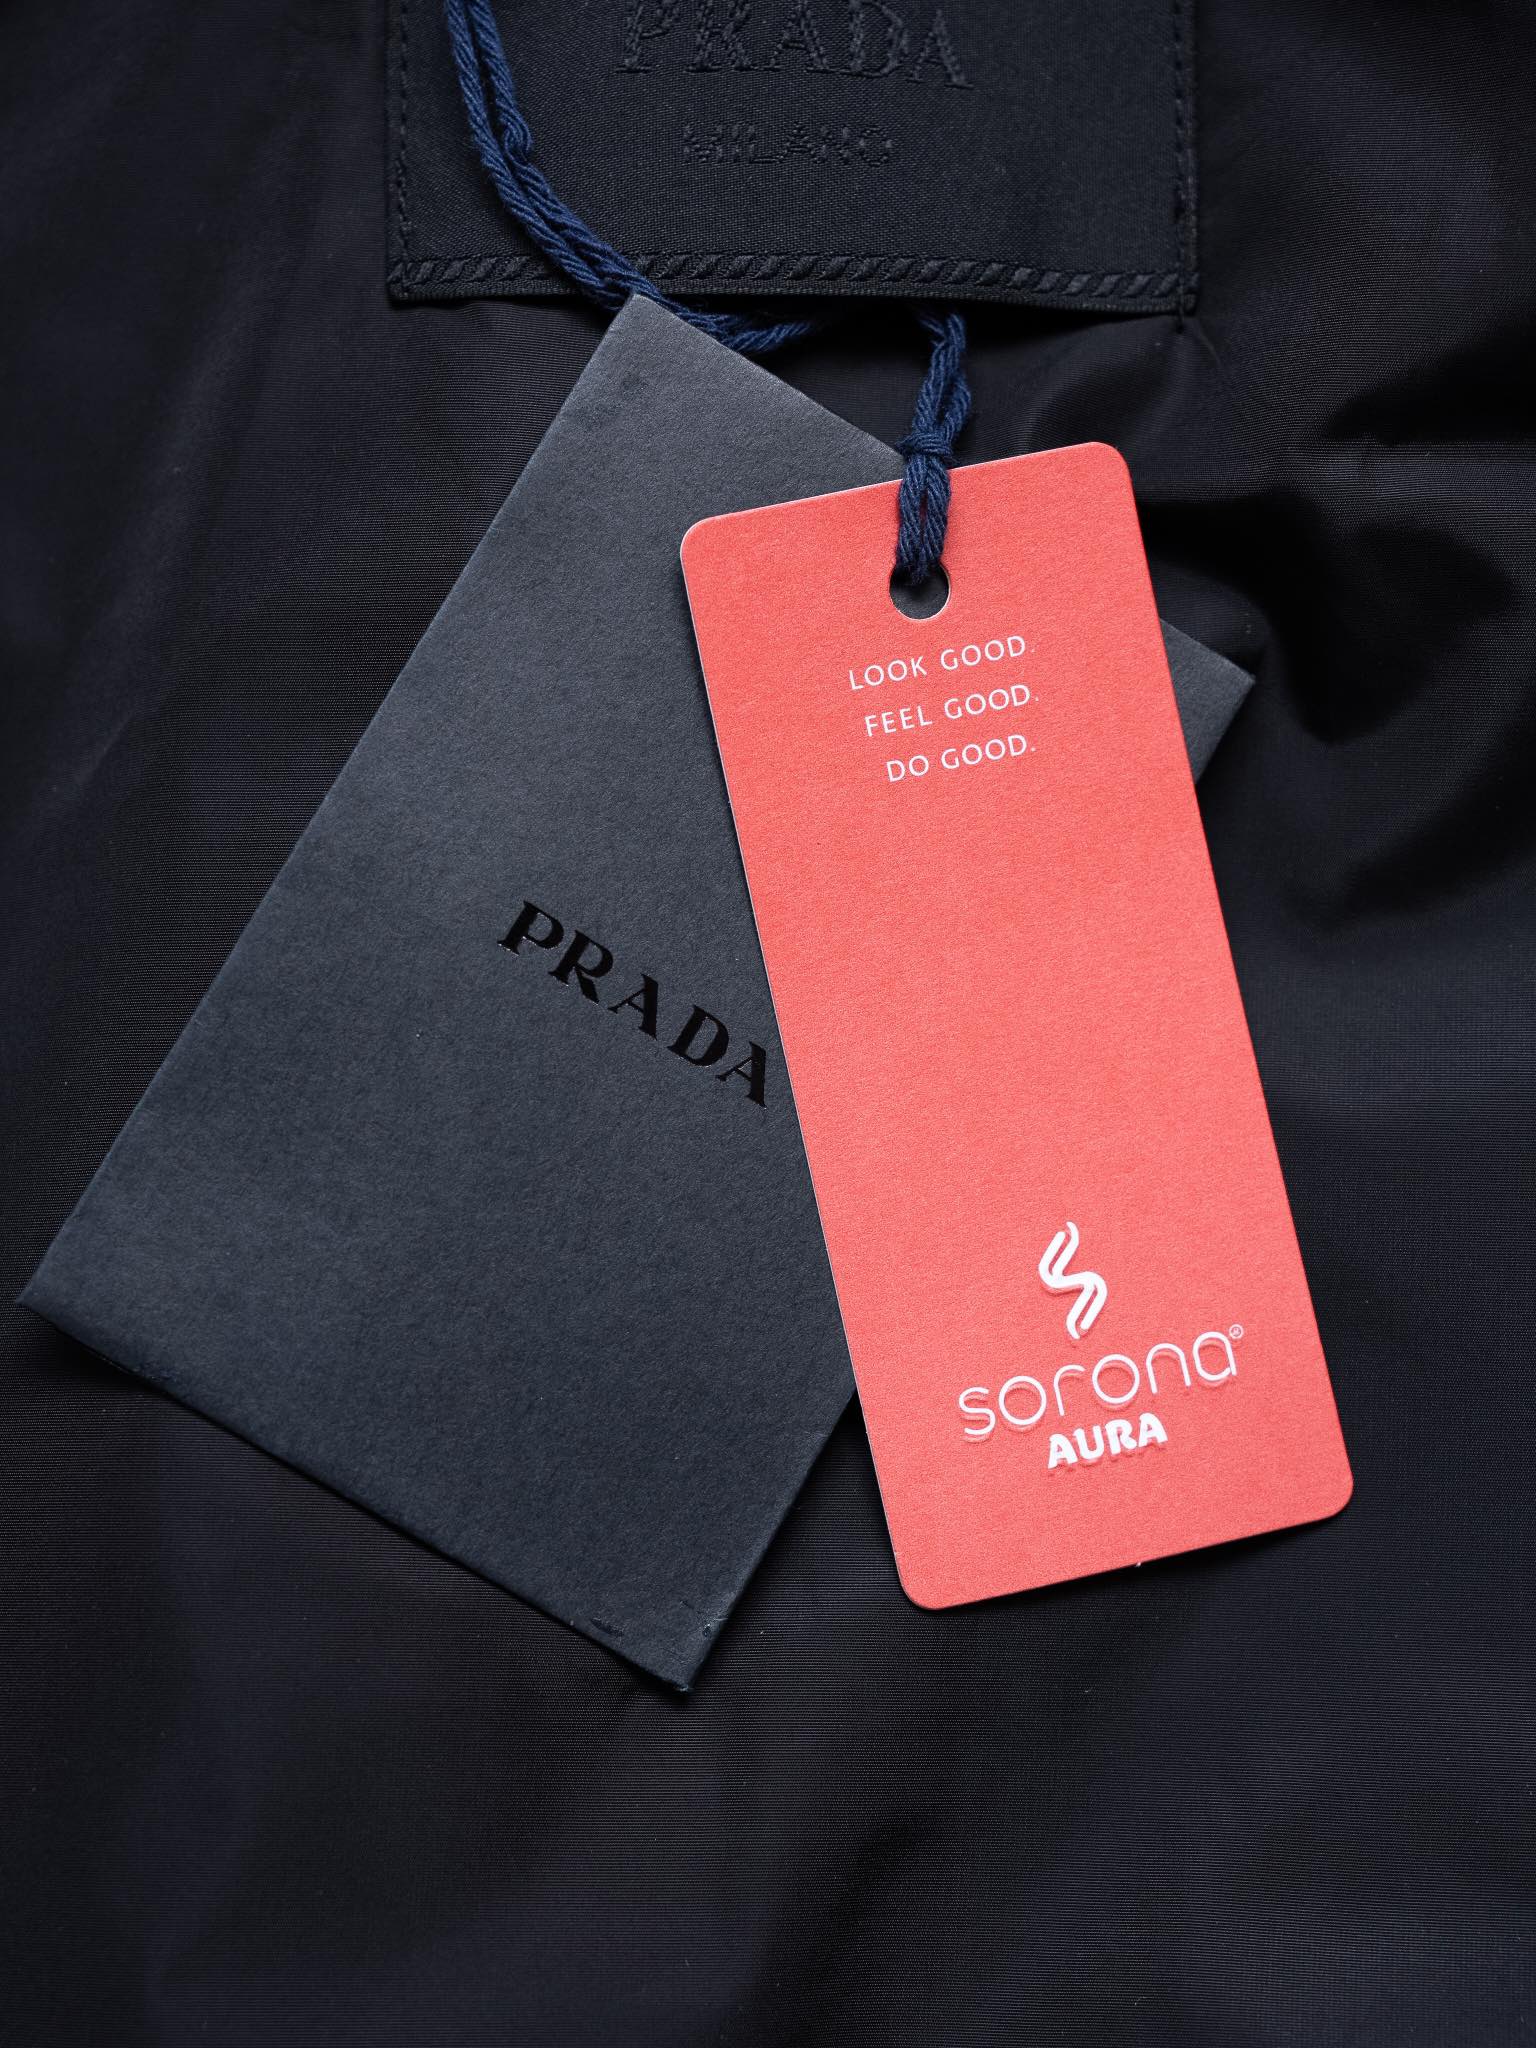 PRADA
MILANO
LOOK GOOD.
FEEL GOOD.
DO GOOD.
PRADA
sorona®
AURA